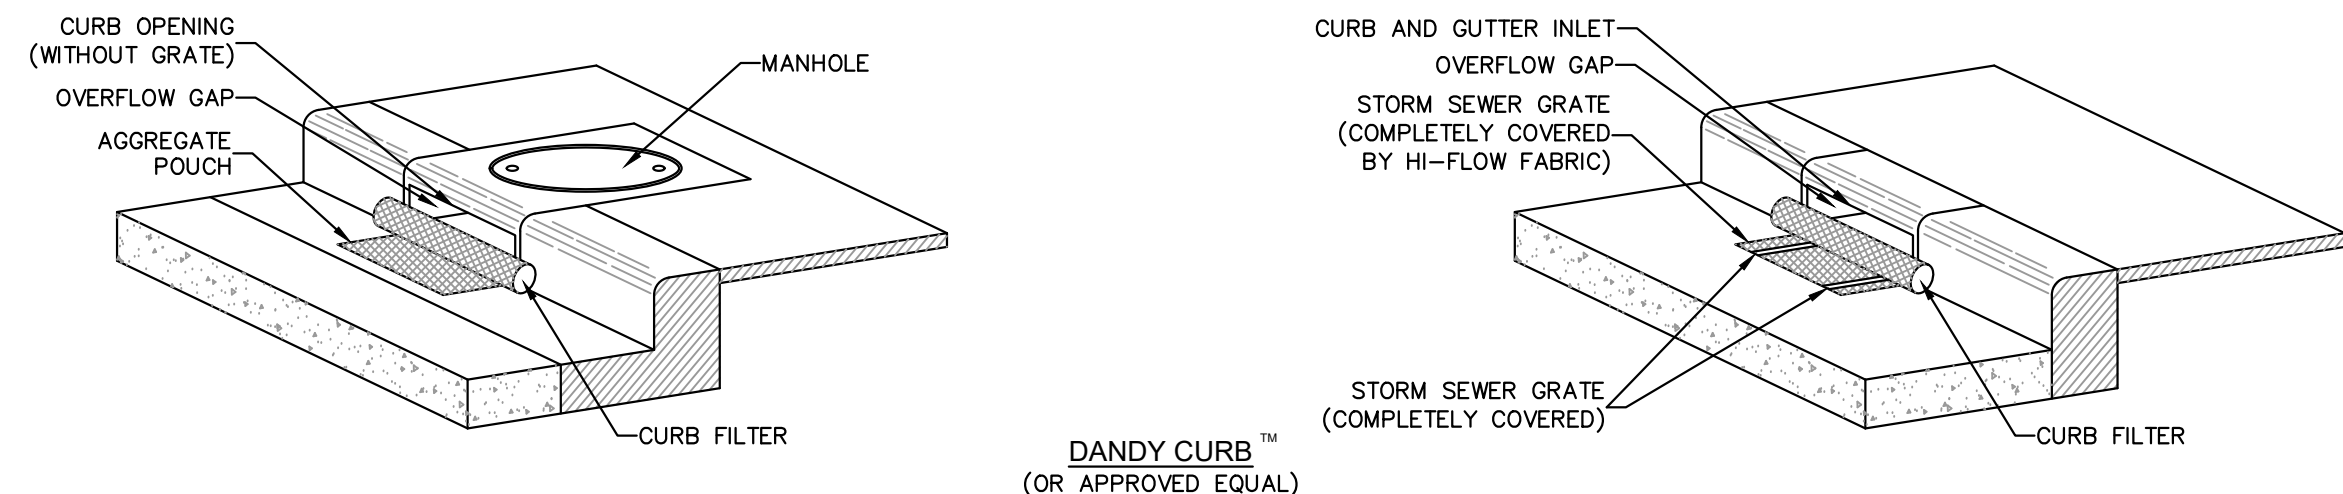 CURB OPENING
(WITHOUT GRATE)
OVERFLOW GAP
AGGREGATE
POUCH
MANHOLE
CURB FILTER
DANDY CURB™
(OR APPROVED EQUAL)
CURB AND GUTTER INLET
OVERFLOW GAP
STORM SEWER GRATE
(COMPLETELY COVERED
BY HI-FLOW FABRIC)
STORM SEWER GRATE
(COMPLETELY COVERED)
CURB FILTER